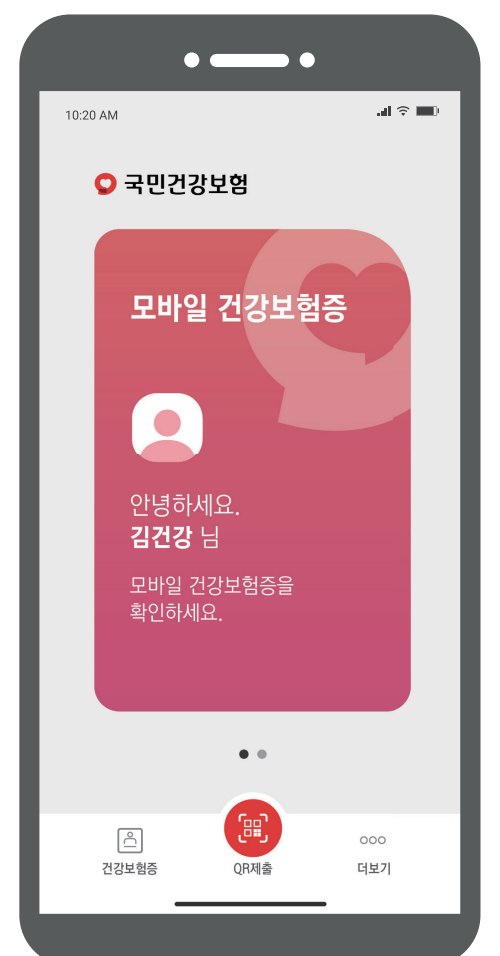 10:20 AM
국민건강보험
모바일 건강보험증
안녕하세요.
김건강 님
모바일 건강보험증을
확인하세요.
건강보험증
QR제출
더보기